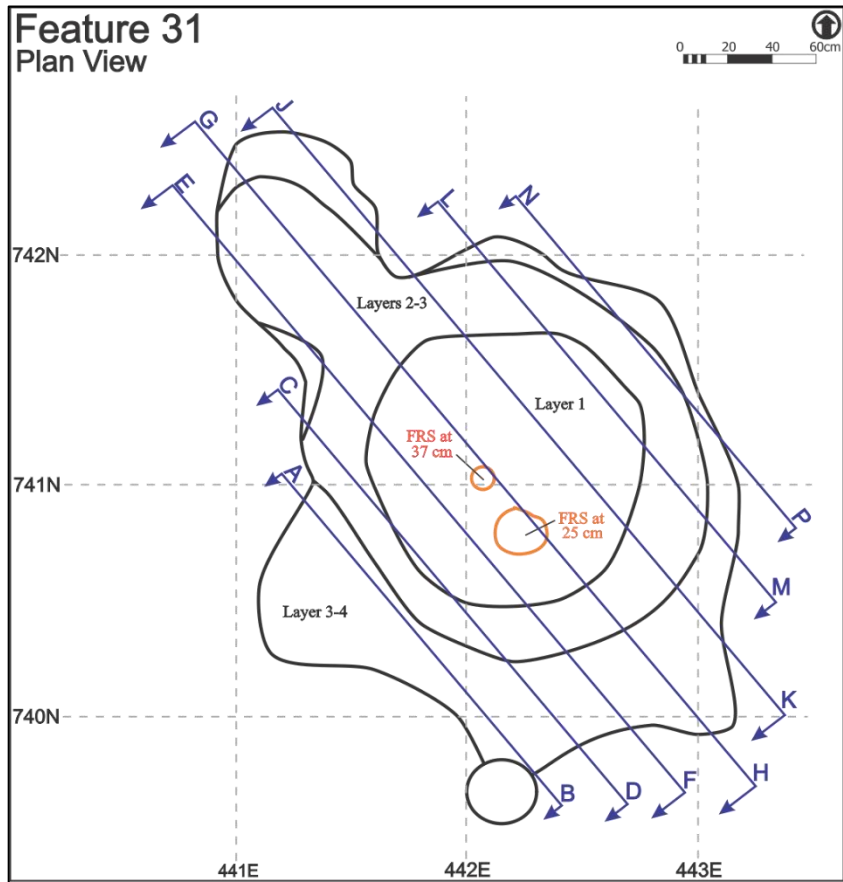 Feature 31
Plan View
0 20 40 60cm
J
G
E
L
N
742N
Layers 2-3
C
Layer 1
FRS at
37 cm
A
741N
P
FRS at
25 cm
M
Layer 3-4
K
740N
H
F
D
B
441E 442E 443E